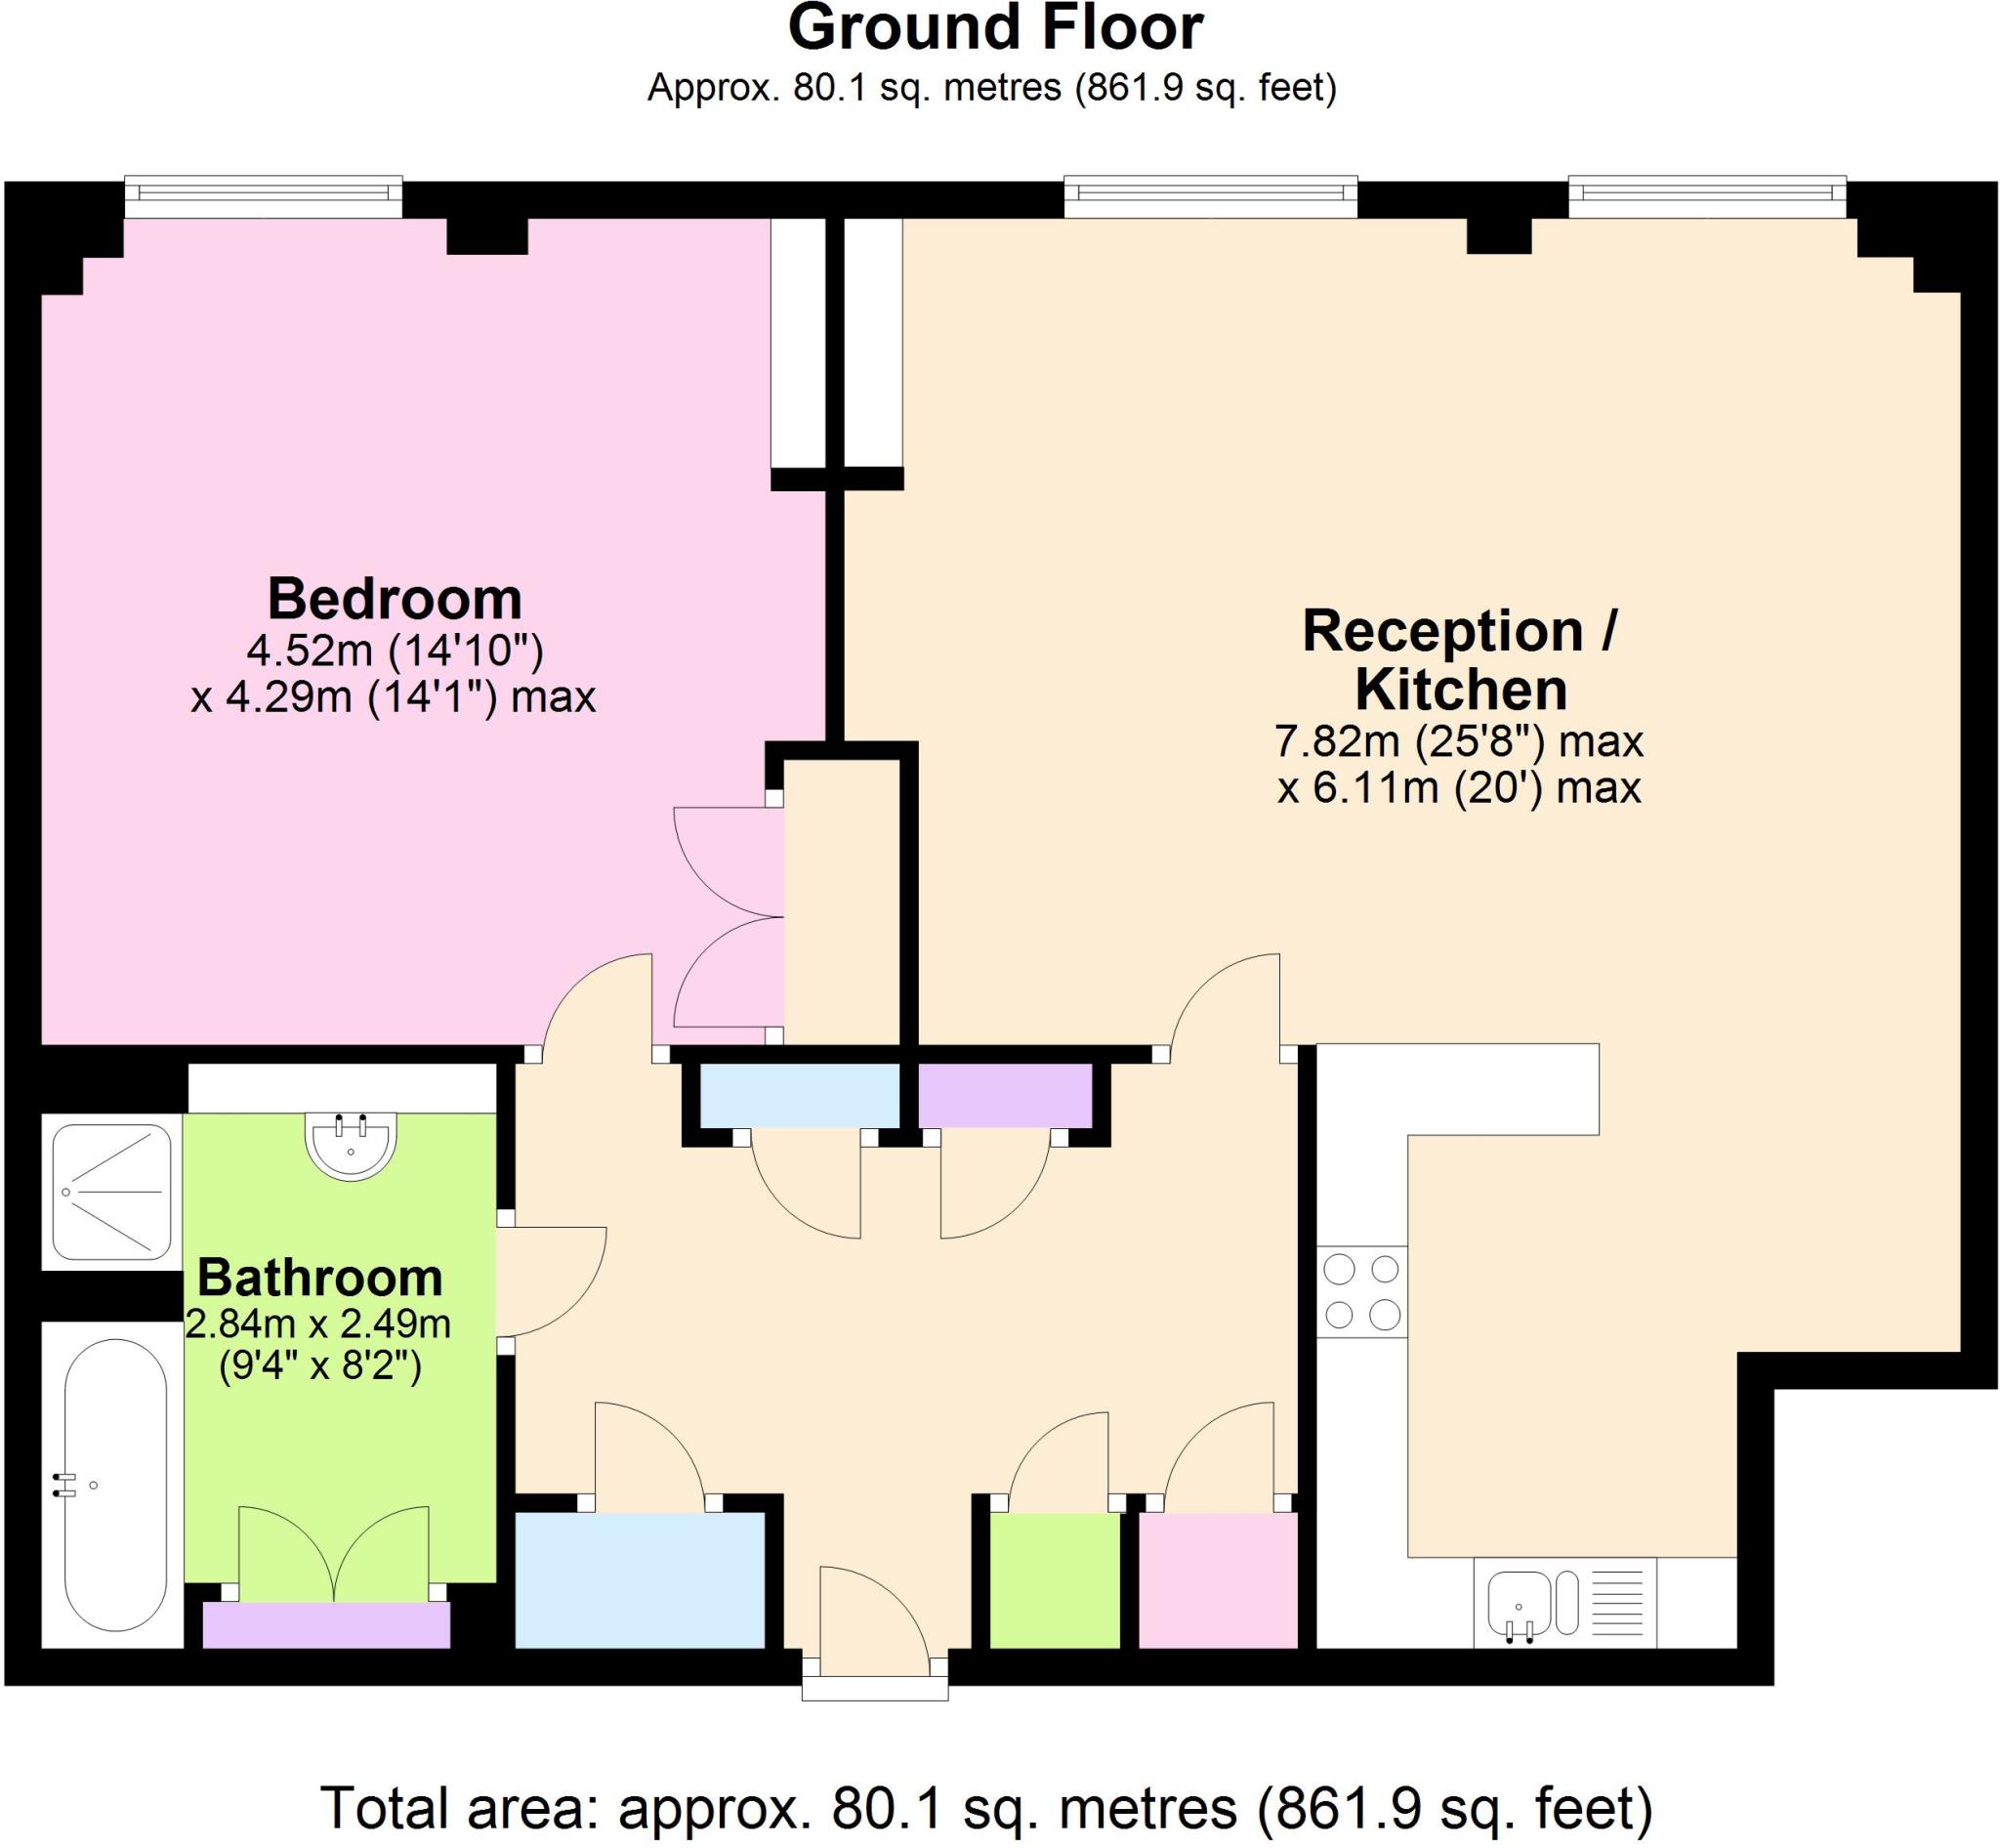 Ground Floor
Approx. 80.1 sq. metres (861.9 sq. feet)
Bedroom
4.52m (14'10")
x 4.29m (14'1") max
Reception /
Kitchen
7.82m (25'8") max
x 6.11m (20') max
Bathroom
2.84m x 2.49m
(9'4" x 8'2")
Total area: approx. 80.1 sq. metres (861.9 sq. feet)